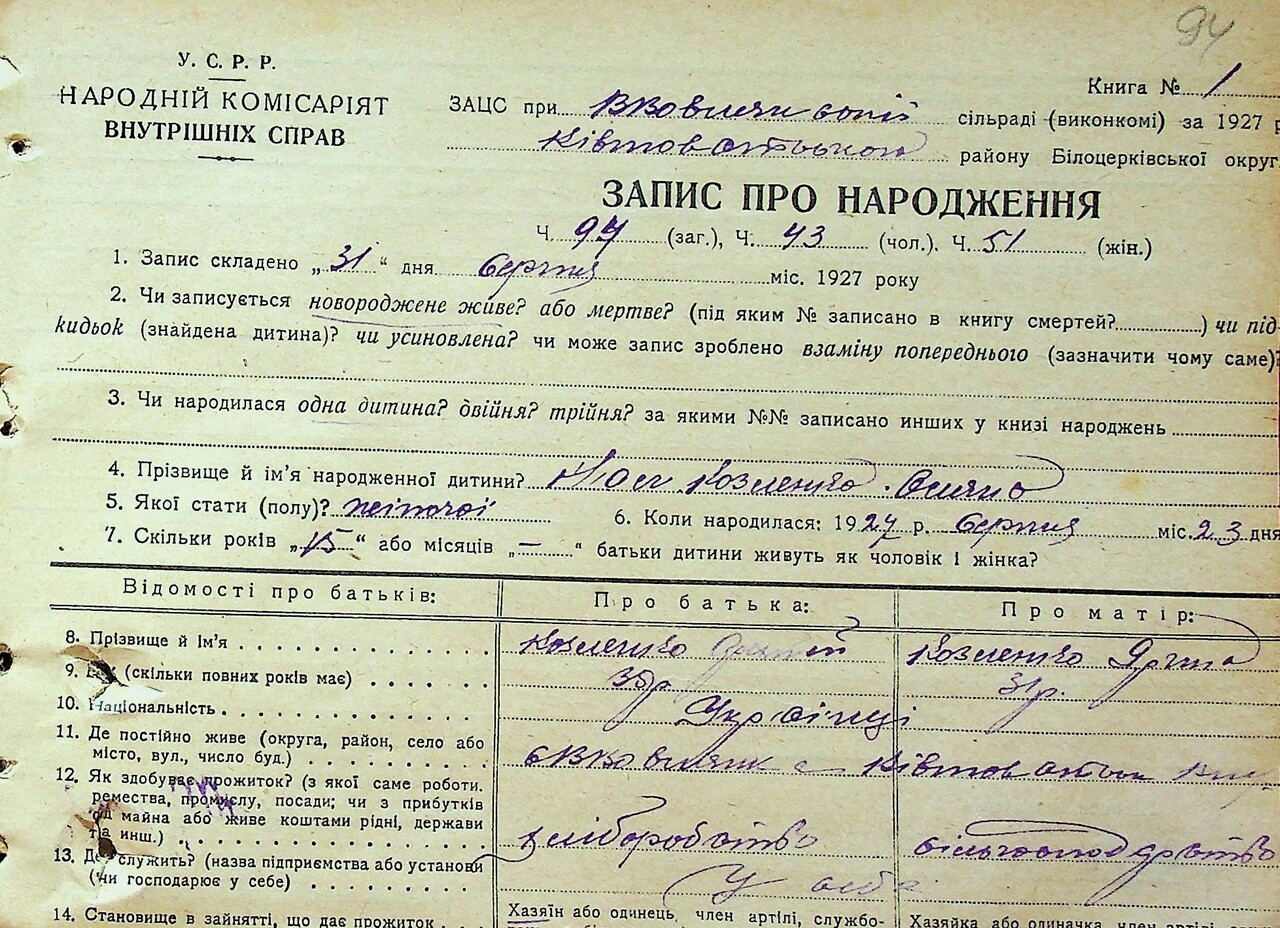 94
У. С. Р. Р.
НАРОДНІЙ КОМІСАРІЯТ
ВНУТРІШНІХ СПРАВ
Книга № 1
ЗАЦС при сільраді (виконкомі) за 1927 р
району Білоцерківської округ
ЗАПИС ПРО НАРОДЖЕННЯ
Ч. 94 (заг.), Ч. 43 (чол.). Ч. 51 (жін.)
1. Запис складено „31“ дня Серпня міс. 1927 року
2. Чи записується новороджене живе? або мертве? (під яким № записано в книгу смертей?) чи під-
кидьок (знайдена дитина)? чи усиновлена? чи може запис зроблено взаміну попереднього (зазначити чому саме)?
3. Чи народилася одна дитина? двійня? трійня? за якими №№ записано инших у книзі народжень
4. Прізвище й ім'я народженної дитини? Козленко
5. Якої стати (полу)? жіночої 6. Коли народилася: 1927 р. Серпня міс. 23 дня
7. Скільки років „15“ або місяців „—“ батьки дитини живуть як чоловік і жінка?
Відомості про батьків: Про батька: Про матір:
8. Прізвище й ім'я Козленко Козленко Ярина
9. (скільки повних років має) р. 31р.
10. Національність Українці
11. Де постійно живе (округа, район, село або
місто, вул., число буд.)
12. Як здобуває прожиток? (з якої саме роботи.
ремества, промислу, посади; чи з прибутків
од майна або живе коштами рідні, держави
та инш.) хліборобство
13. Де служить? (назва підприємства або установи
(чи господарює у себе) У себе
14. Становище в зайнятті, що дає прожиток Хазяїн або одинець, член артілі, службо- Хазяйка або одиначка, член артілі,